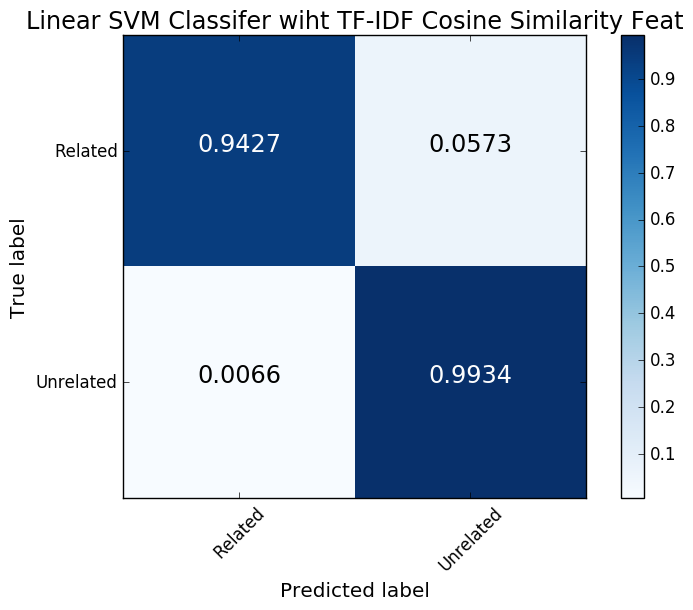 Linear SVM Classifer wiht TF-IDF Cosine Similarity Feat
Related
0.9427
0.0573
Unrelated
0.0066
0.9934
True label
Related
Unrelated
Predicted label
0.9
0.8
0.7
0.6
0.5
0.4
0.3
0.2
0.1